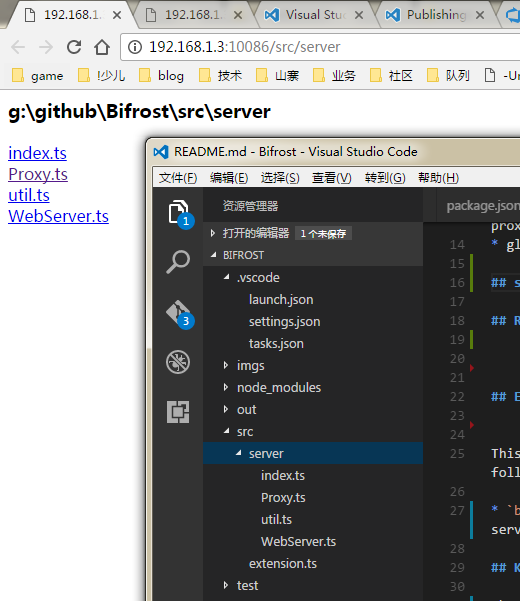 192.168.1.3
192.168.1.
Visual Stu
Publishing
192.168.1.3:10086/src/server
game
!少儿
blog
技术
山寨
业务
社区
队列
-Un
g:\github\Bifrost\src\server
index.ts
Proxy.ts
util.ts
WebServer.ts
README.md - Bifrost - Visual Studio Code
文件(F) 编辑(E) 选择(S) 查看(V) 转到(G) 帮助(H)
1
3
资源管理器
打开的编辑器 1 个未保存
BIFROST
.vscode
launch.json
settings.json
tasks.json
imgs
node_modules
out
src
server
index.ts
Proxy.ts
util.ts
WebServer.ts
extension.ts
test
package.json
prox
14 * gl
15
16 ## s
17
18 ## R
19
20
21
22 ## E
23
24
25 This
foll
26
27 * `b
serv
28
29 ## K
30